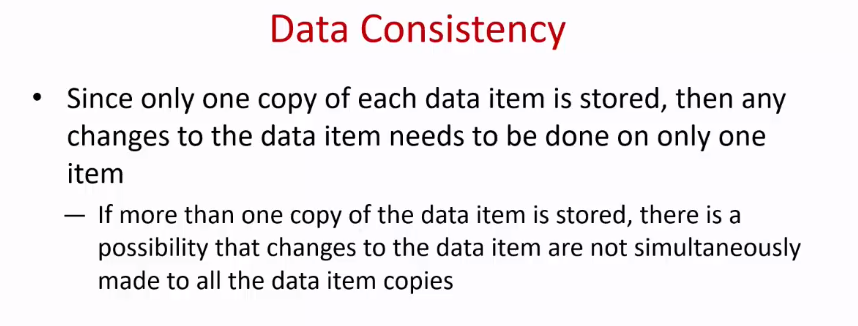 Data Consistency
• Since only one copy of each data item is stored, then any
changes to the data item needs to be done on only one
item
— If more than one copy of the data item is stored, there is a
possibility that changes to the data item are not simultaneously
made to all the data item copies